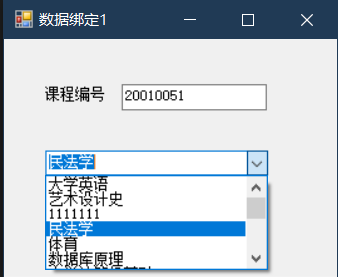 数据绑定1
课程编号 20010051
民法学
大学英语
艺术设计史
1111111
民法学
体育
数据库原理